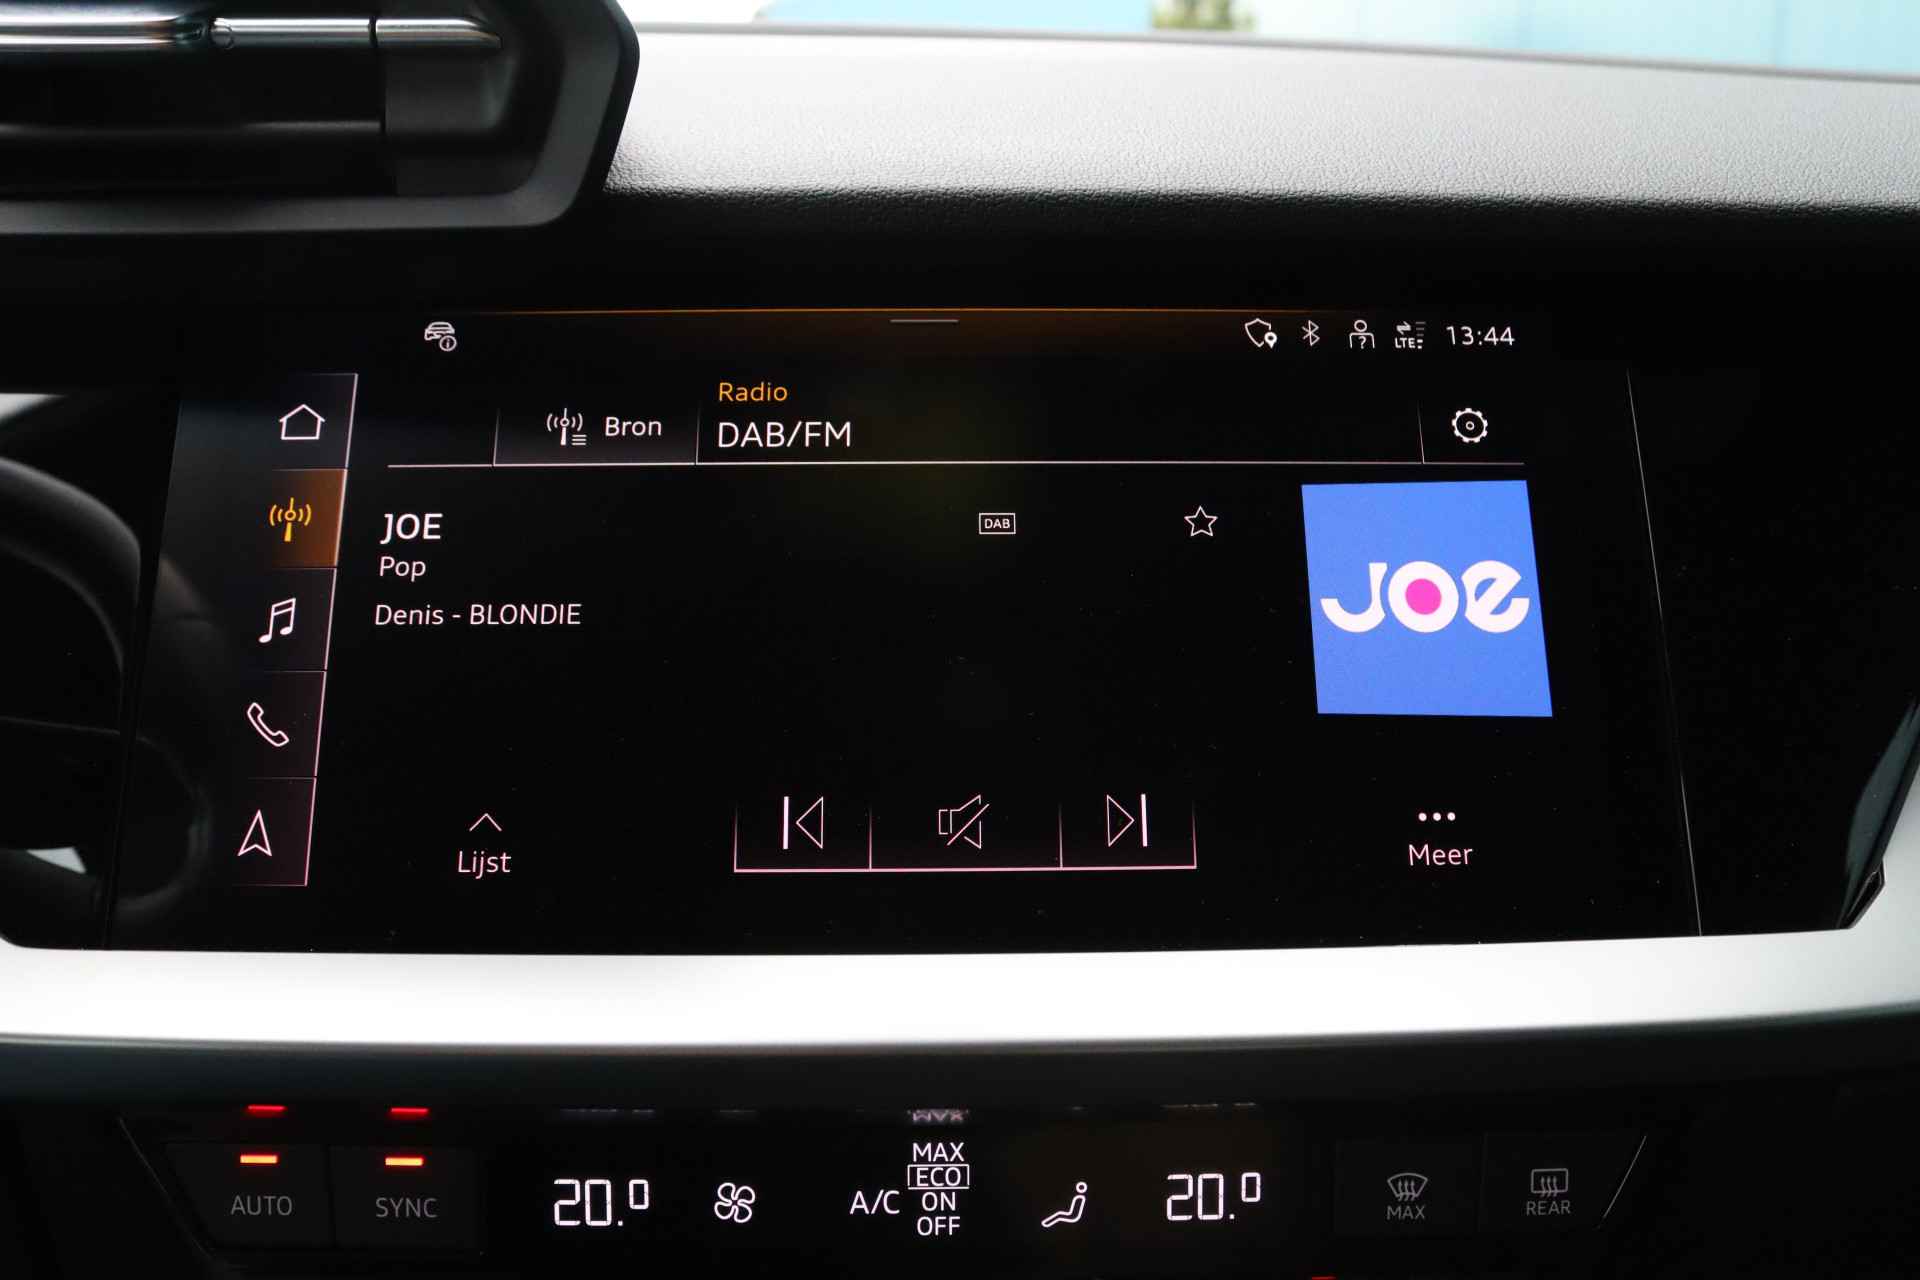 LTE 13:44
Radio
Bron DAB/FM
JOE DAB
Pop
Denis - BLONDIE
JOE
Lijst
Meer
MAX
ECO
AUTO SYNC 20.0 A/C ON 20.0 MAX REAR
OFF